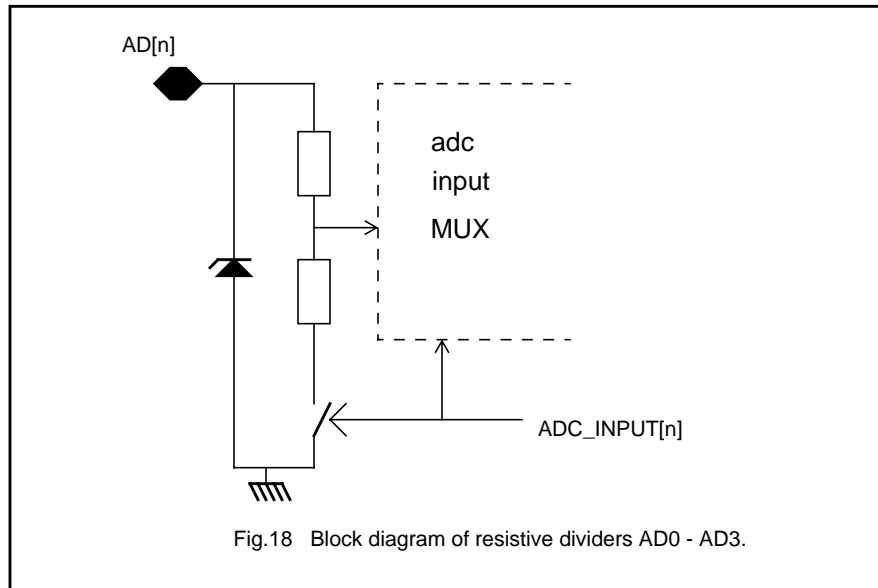 AD[n]
adc
input
MUX
ADC_INPUT[n]
Fig.18 Block diagram of resistive dividers AD0 - AD3.